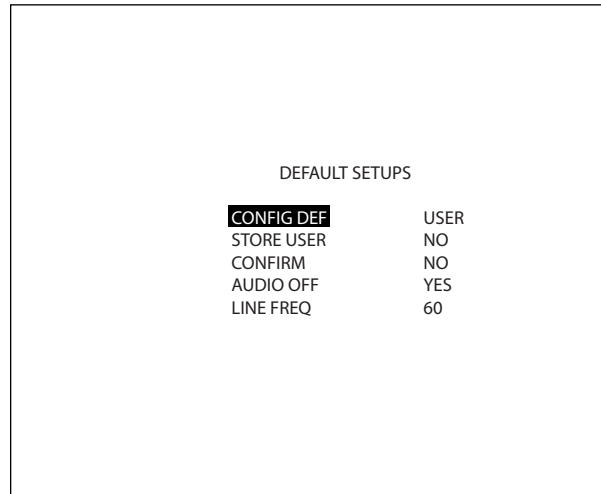 DEFAULT SETUPS
CONFIG DEF USER
STORE USER NO
CONFIRM NO
AUDIO OFF YES
LINE FREQ 60